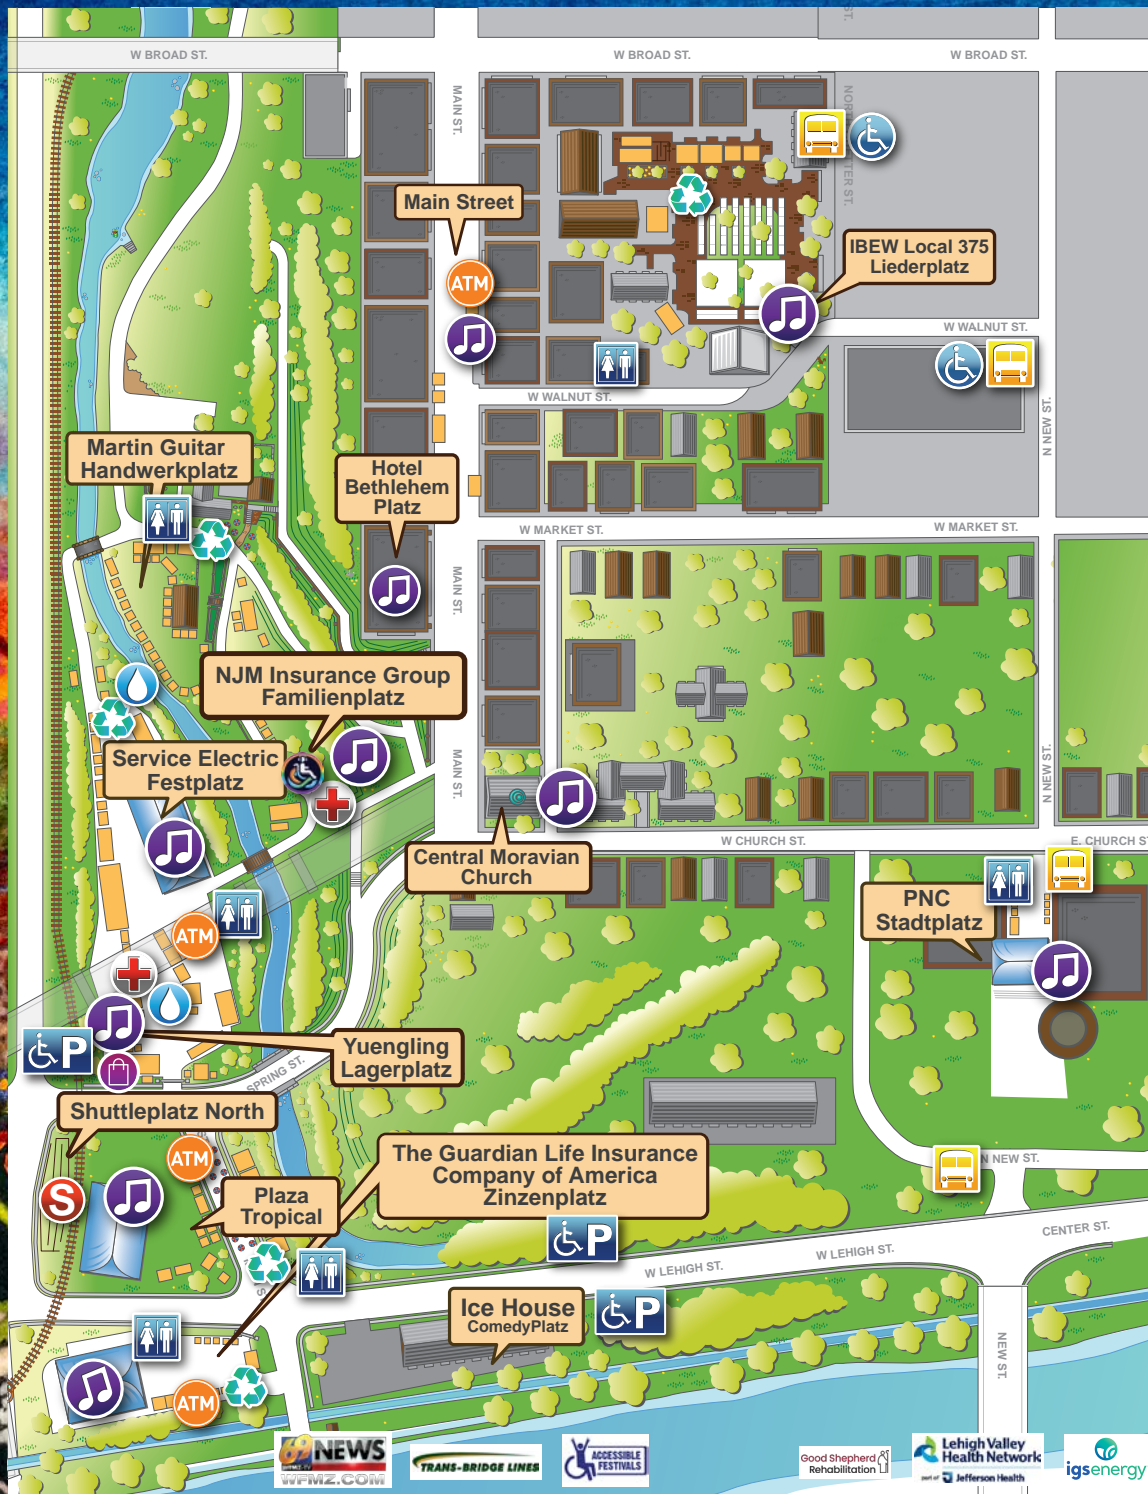 W BROAD ST.
W BROAD ST.
W BROAD ST.
MAIN ST.
Main Street
ATM
IBEW Local 375
Liederplatz
W WALNUT ST.
W WALNUT ST.
N NEW ST.
Martin Guitar
Handwerkplatz
Hotel
Bethlehem
Platz
W MARKET ST.
W MARKET ST.
MAIN ST.
NJM Insurance Group
Familienplatz
Service Electric
Festplatz
MAIN ST.
N NEW ST.
W CHURCH ST.
E. CHURCH ST
Central Moravian
Church
PNC
Stadtplatz
ATM
P
Yuengling
Lagerplatz
SPRING ST.
Shuttleplatz North
ATM
S
The Guardian Life Insurance
Company of America
Zinzenplatz
Plaza
Tropical
P
N NEW ST.
CENTER ST.
W LEHIGH ST.
W LEHIGH ST.
Ice House
ComedyPlatz
P
NEW ST.
ATM
69 NEWS
WFMZ-TV
WFMZ.COM
TRANS-BRIDGE LINES
ACCESSIBLE
FESTIVALS
Good Shepherd
Rehabilitation
Lehigh Valley
Health Network
part of Jefferson Health
igsenergy